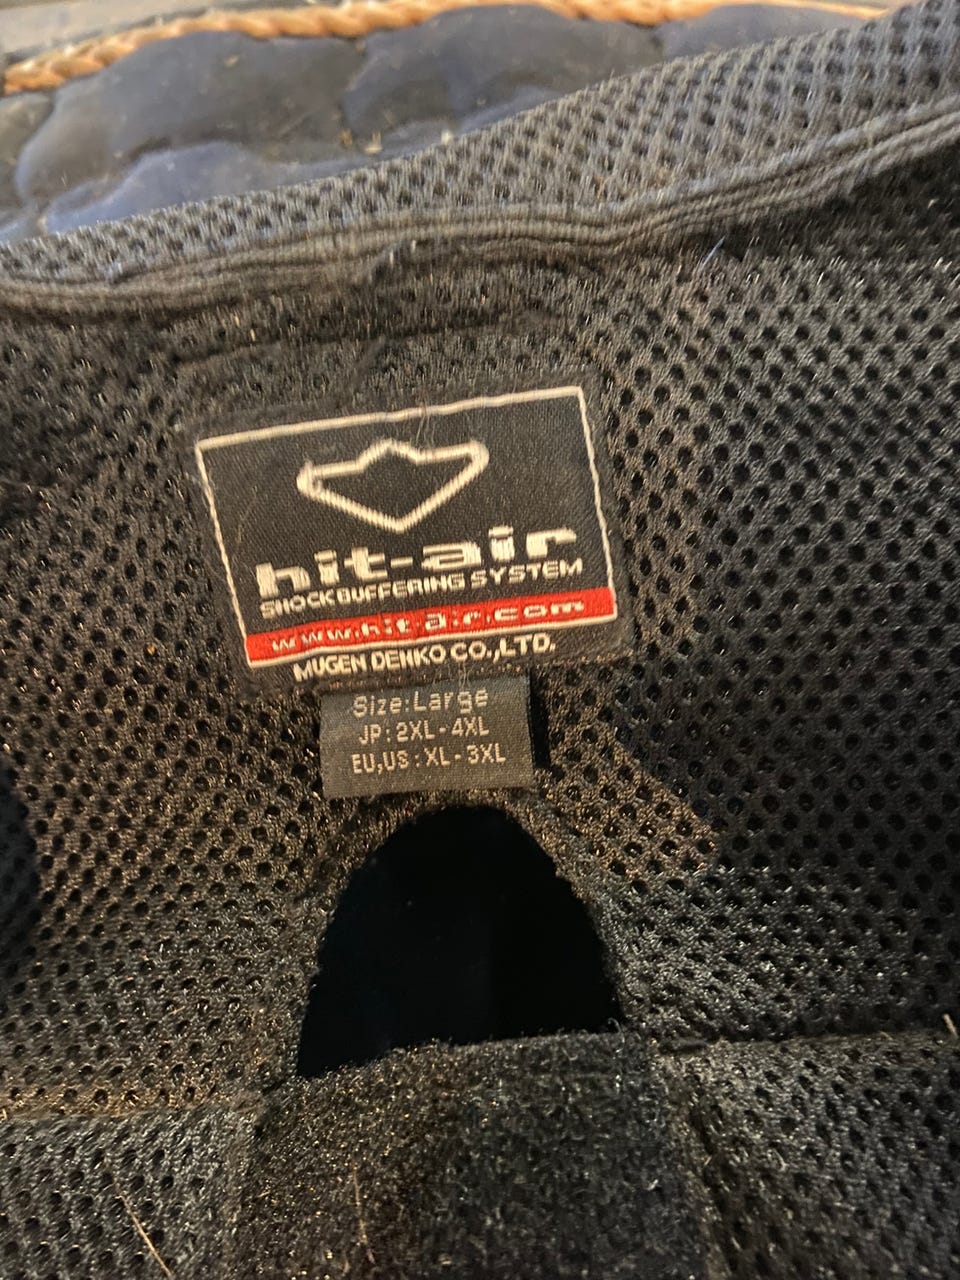 hit-air
SHOCK BUFFERING SYSTEM
www.hit-air.com
MUGEN DENKO CO.,LTD.
Size:Large
JP:2XL-4XL
EU,US:XL-3XL